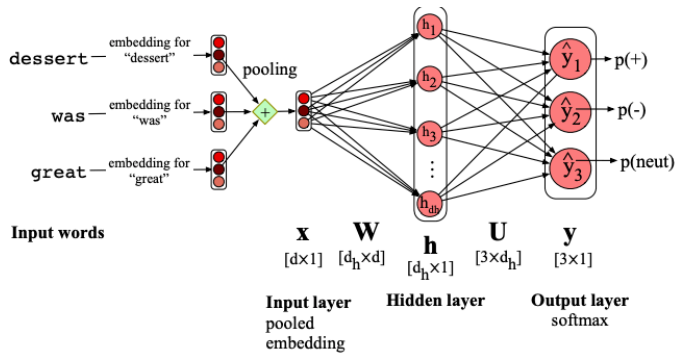 dessert
embedding for
“dessert”
pooling
was
embedding for
“was”
+
great
embedding for
“great”
h1
h2
h3
⋮
hdh
ŷ1
ŷ2
ŷ3
p(+)
p(-)
p(neut)
Input words
x
W
h
U
y
[d×1]
[dh×d]
[dh×1]
[3×dh]
[3×1]
Input layer
Hidden layer
Output layer
pooled
softmax
embedding